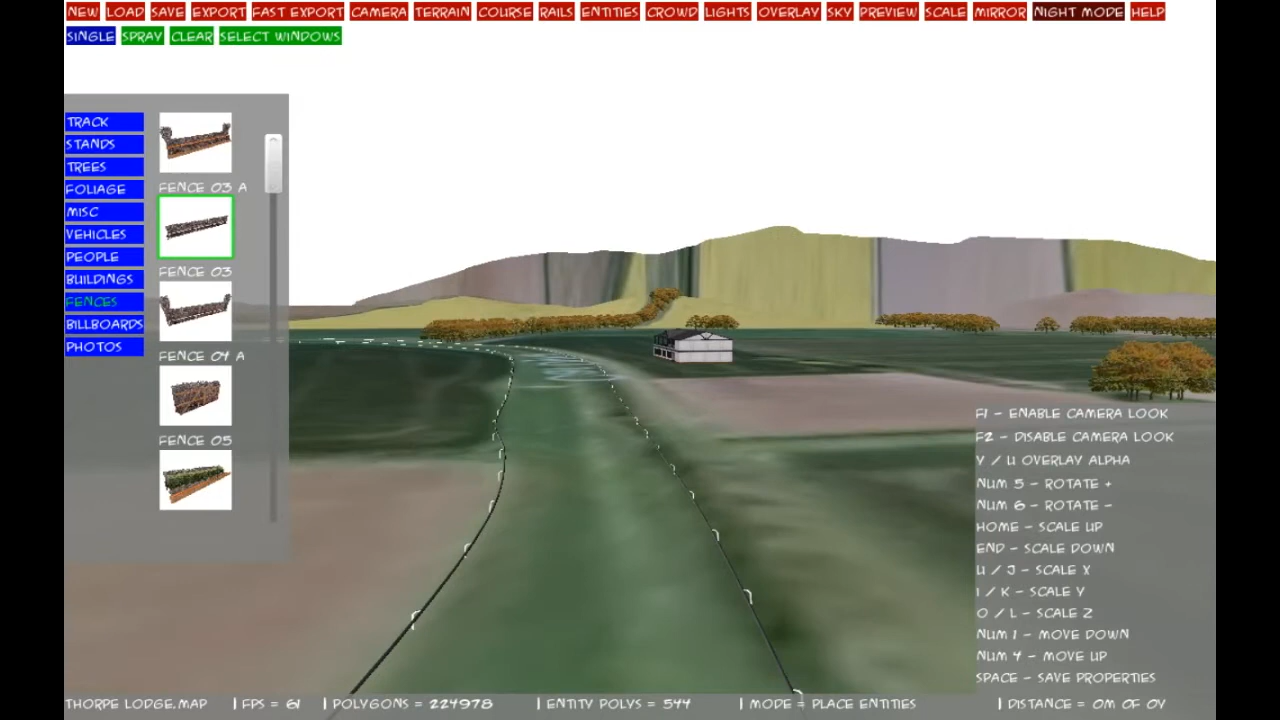 NEW LOAD SAVE EXPORT FAST EXPORT CAMERA TERRAIN COURSE RAILS ENTITIES CROWD LIGHTS OVERLAY SKY PREVIEW SCALE MIRROR NIGHT MODE HELP
SINGLE SPRAY CLEAR SELECT WINDOWS
TRACK
STANDS
TREES
FOLIAGE
MISC
VEHICLES
PEOPLE
BUILDINGS
FENCES
BILLBOARDS
PHOTOS
FENCE 03 A
FENCE 03
FENCE 04 A
FENCE 05
F1 - ENABLE CAMERA LOOK
F2 - DISABLE CAMERA LOOK
Y / U OVERLAY ALPHA
NUM 5 - ROTATE +
NUM 6 - ROTATE -
HOME - SCALE UP
END - SCALE DOWN
U / J - SCALE X
I / K - SCALE Y
O / L - SCALE Z
NUM 1 - MOVE DOWN
NUM 4 - MOVE UP
SPACE - SAVE PROPERTIES
THORPE LODGE.MAP | FPS = 61 | POLYGONS = 224978 | ENTITY POLYS = 544 | MODE = PLACE ENTITIES | DISTANCE = 0M OF 0Y